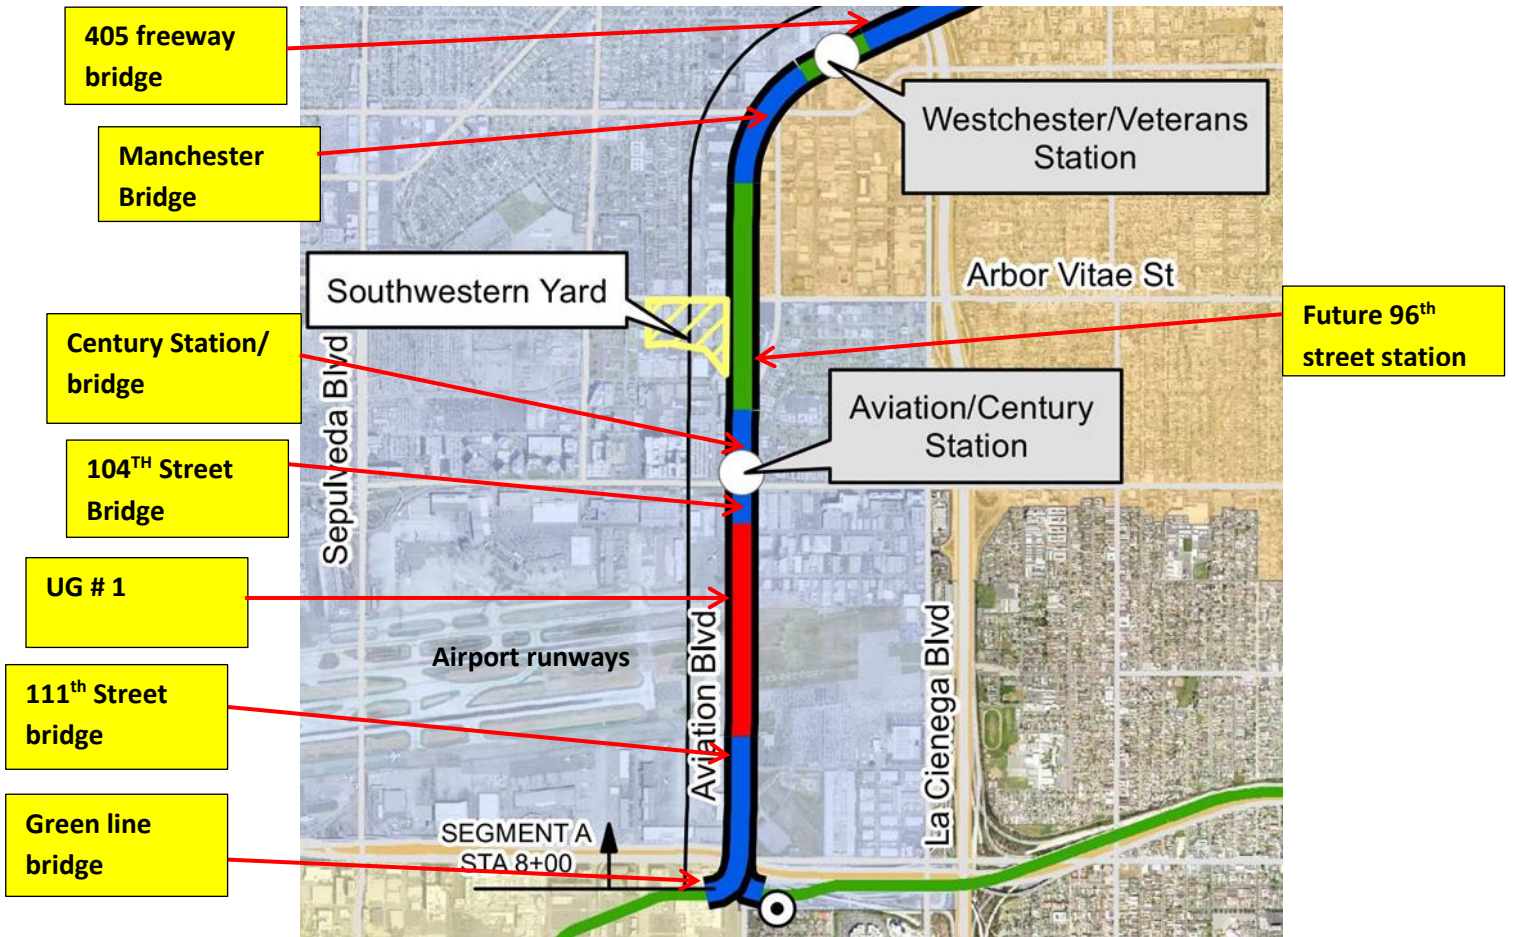 405 freeway
bridge
Manchester
Bridge
Westchester/Veterans
Station
Southwestern Yard
Arbor Vitae St
Future 96th
street station
Century Station/
bridge
Sepulveda Blvd
Aviation/Century
Station
104TH Street
Bridge
UG # 1
Airport runways
Aviation Blvd
La Cienega Blvd
111th Street
bridge
Green line
bridge
SEGMENT A
STA 8+00